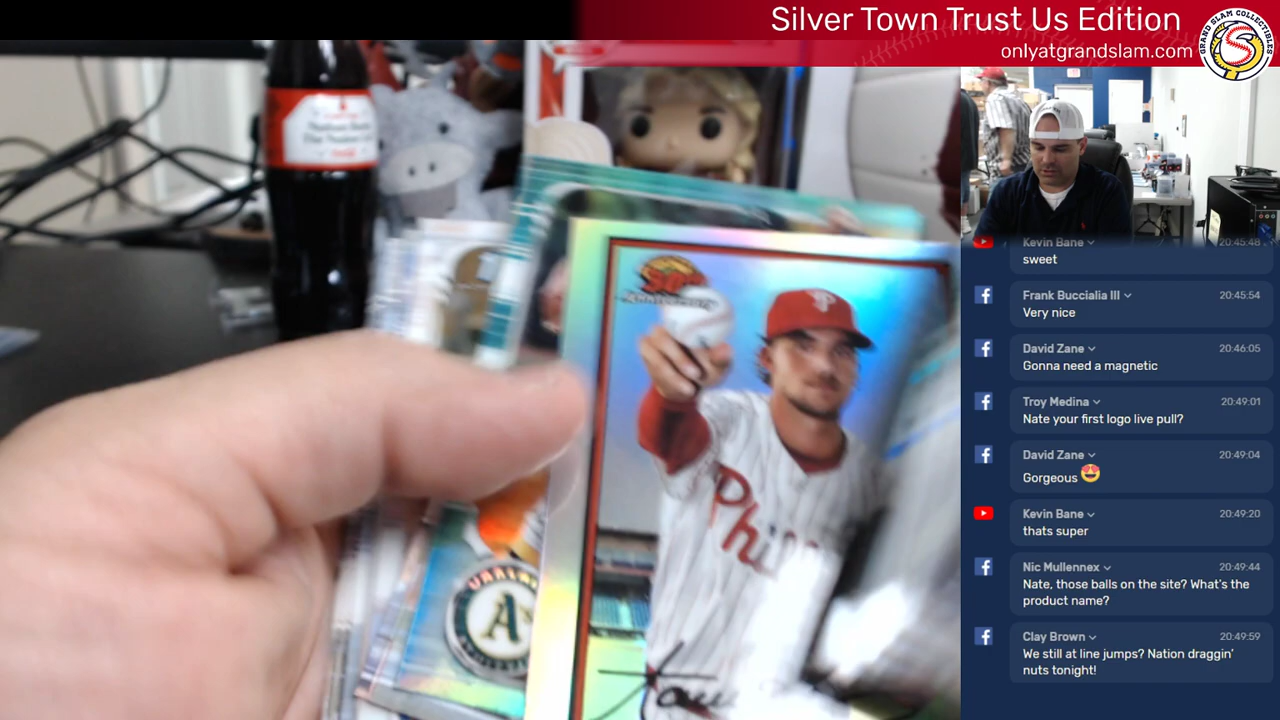 Silver Town Trust Us Edition
onlyatgrandslam.com
GRAND SLAM COLLECTIBLES
Kevin Bane 20:45:48
sweet
Frank Buccialia III 20:45:54
Very nice
David Zane 20:46:05
Gonna need a magnetic
Troy Medina 20:49:01
Nate your first logo live pull?
David Zane 20:49:04
Gorgeous 😍
Kevin Bane 20:49:20
thats super
Nic Mullennex 20:49:44
Nate, those balls on the site? What's the
product name?
Clay Brown 20:49:59
We still at line jumps? Nation draggin'
nuts tonight!
P
Phil
A's